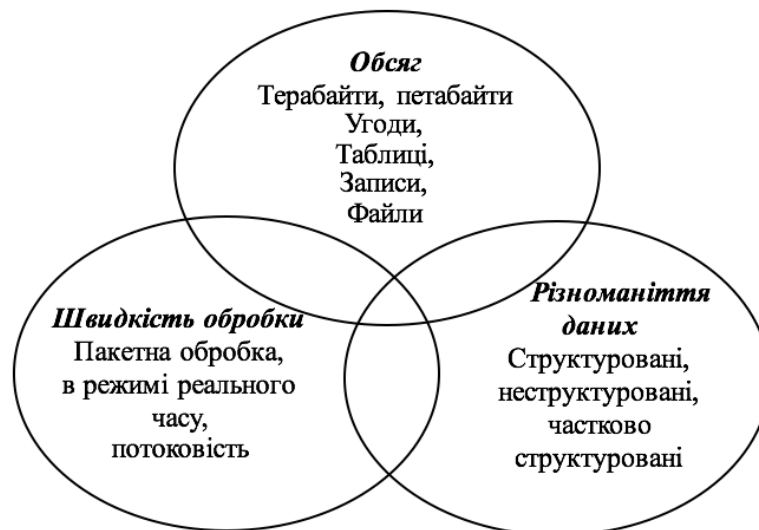 Обсяг
Терабайти, петабайти
Угоди,
Таблиці,
Записи,
Файли
Швидкість обробки
Пакетна обробка,
в режимі реального
часу,
потоковість
Різноманіття
даних
Структуровані,
неструктуровані,
частково
структуровані